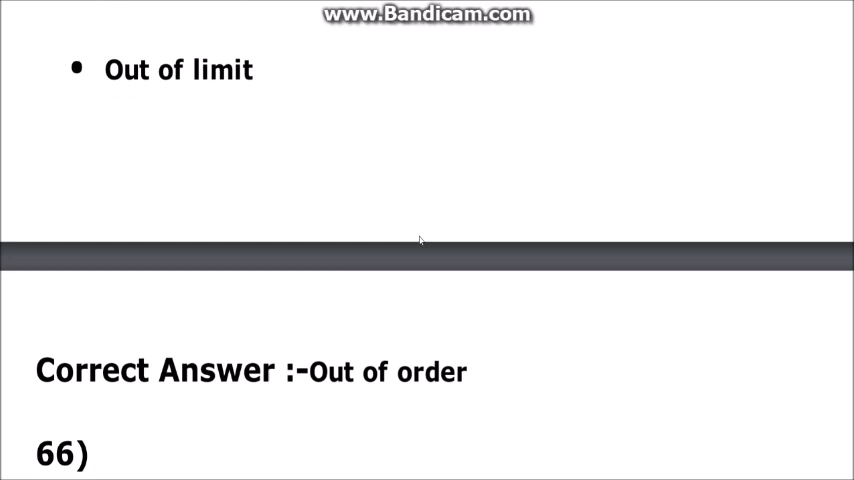 www.Bandicam.com
• Out of limit
Correct Answer :-Out of order
66)